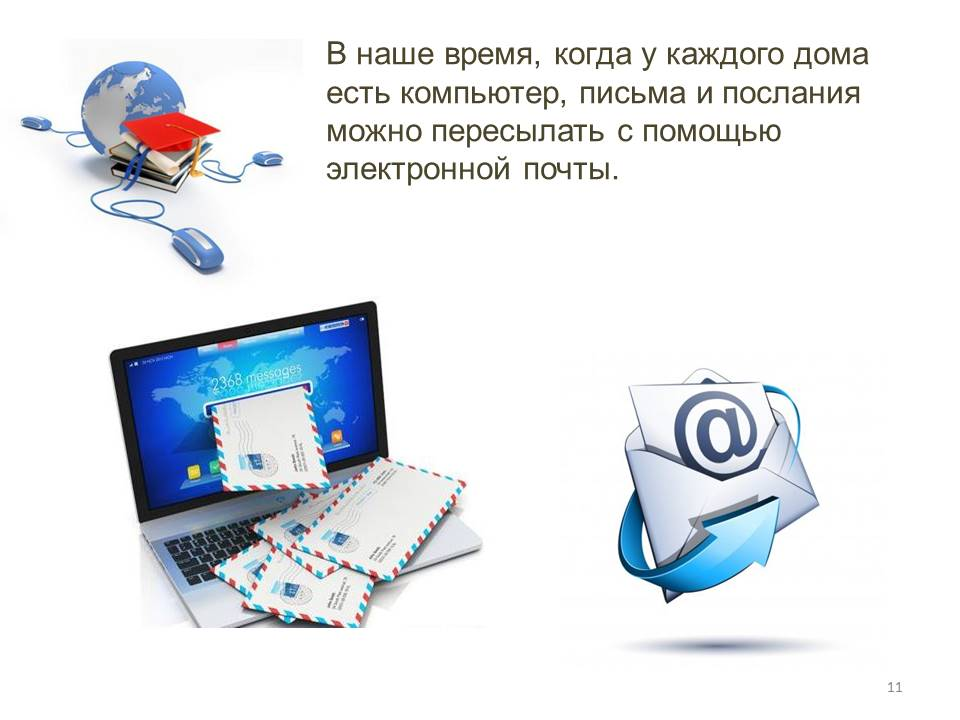 В наше время, когда у каждого дома
есть компьютер, письма и послания
можно пересылать с помощью
электронной почты.
2368 messages
@
11